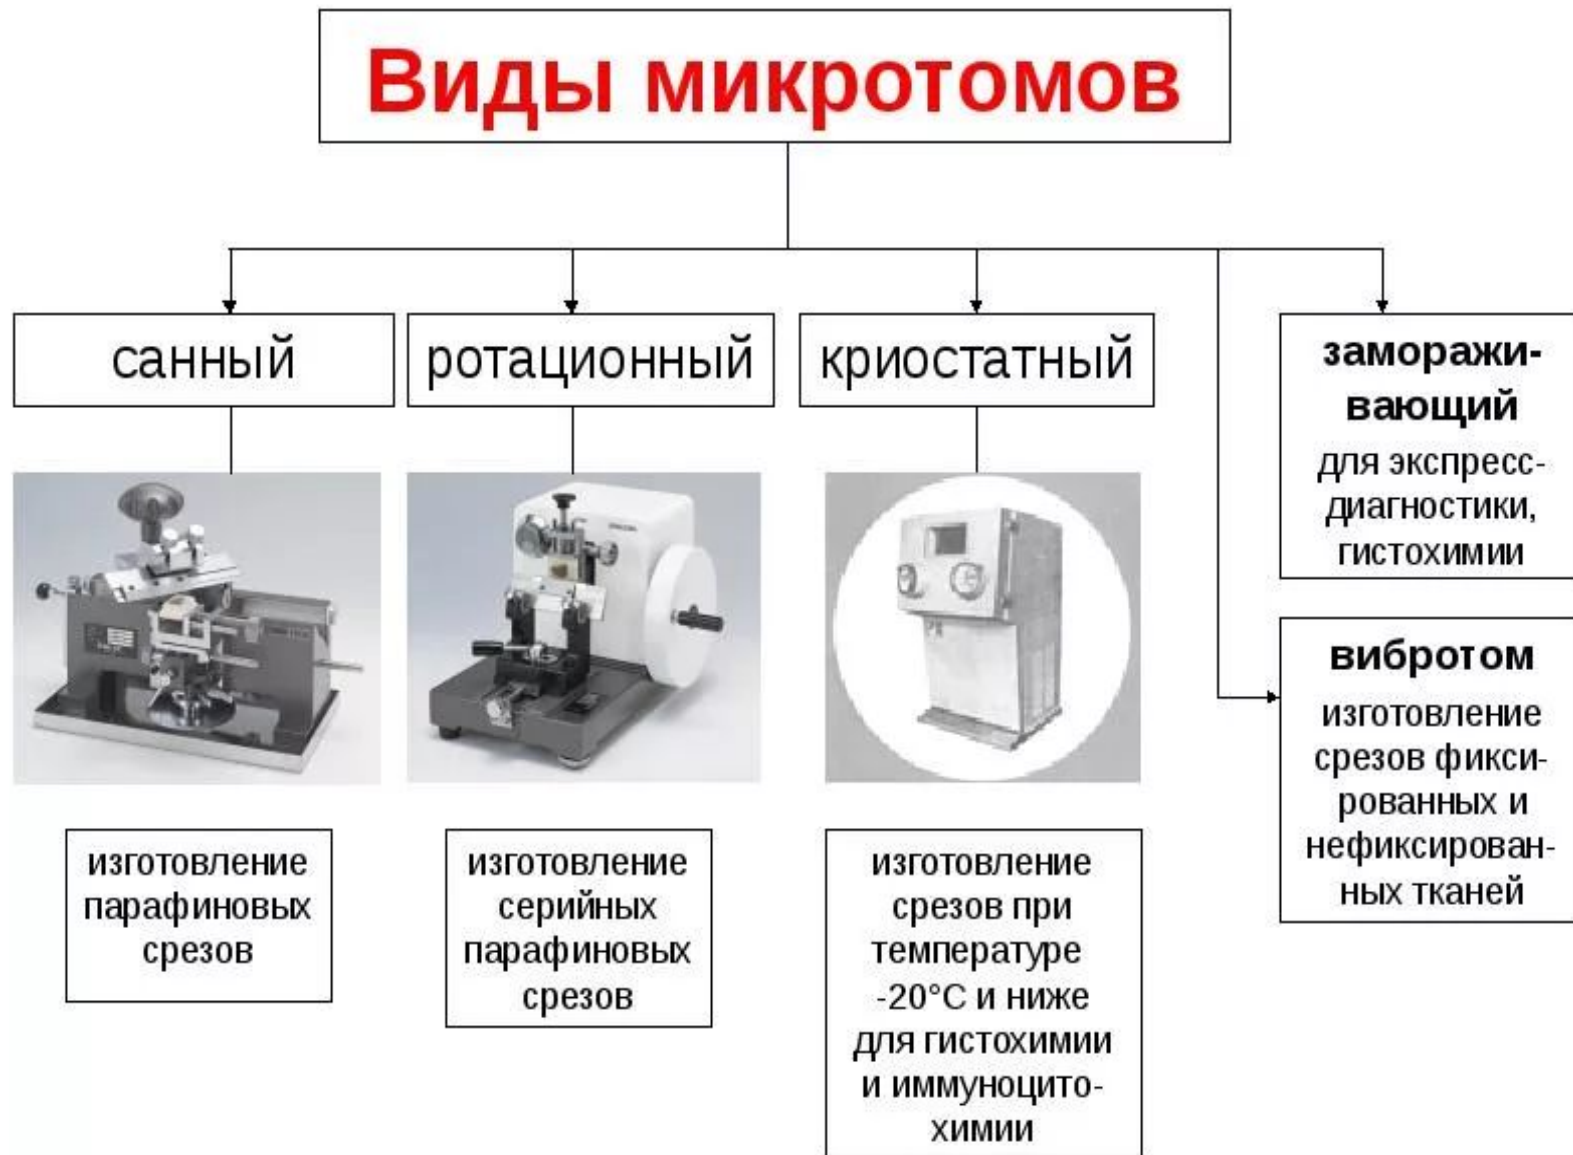 Виды микротомов
санный
ротационный
криостатный
заморажи-
вающий
для экспресс-
диагностики,
гистохимии
вибротом
изготовление
срезов фикси-
рованных и
нефиксирован-
ных тканей
изготовление
парафиновых
срезов
изготовление
серийных
парафиновых
срезов
изготовление
срезов при
температуре
-20°С и ниже
для гистохимии
и иммуноцито-
химии